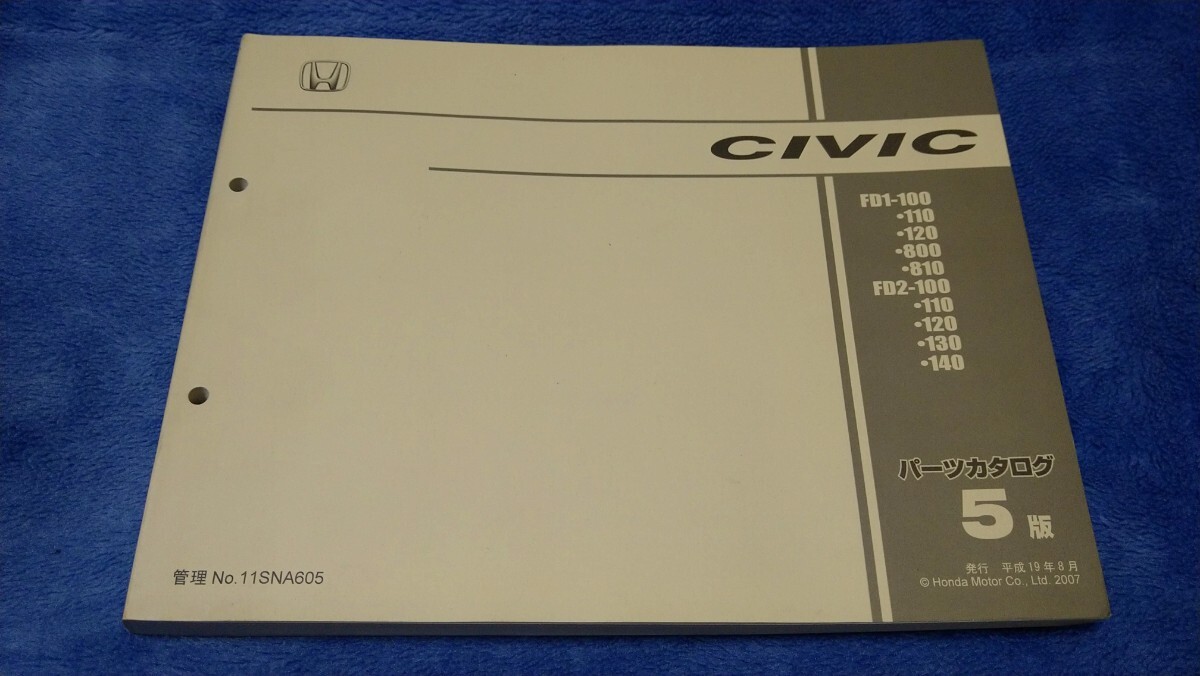 CIVIC
FD1-100
・110
・120
・800
・810
FD2-100
・110
・120
・130
・140
パーツカタログ
5版
発行 平成19年8月
© Honda Motor Co., Ltd. 2007
管理 No.11SNA605